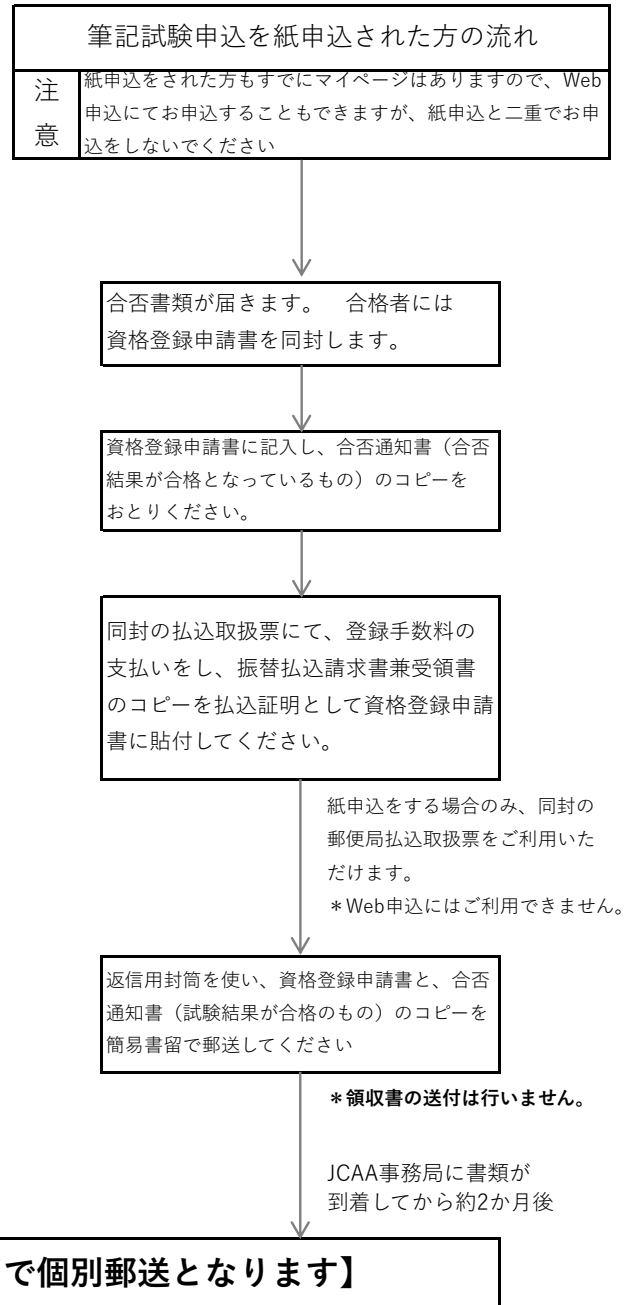 筆記試験申込を紙申込された方の流れ
注意
紙申込をされた方もすでにマイページはありますので、Web
申込にてお申込することもできますが、紙申込と二重でお申
込をしないでください
合否書類が届きます。　合格者には
資格登録申請書を同封します。
資格登録申請書に記入し、合否通知書（合否
結果が合格となっているもの）のコピーを
おとりください。
同封の払込取扱票にて、登録手数料の
支払いをし、振替払込請求書兼受領書
のコピーを払込証明として資格登録申請
書に貼付してください。
紙申込をする場合のみ、同封の
郵便局払込取扱票をご利用いた
だけます。
＊Web申込にはご利用できません。
返信用封筒を使い、資格登録申請書と、合否
通知書（試験結果が合格のもの）のコピーを
簡易書留で郵送してください
＊領収書の送付は行いません。
JCAA事務局に書類が
到着してから約2か月後
で個別郵送となります】